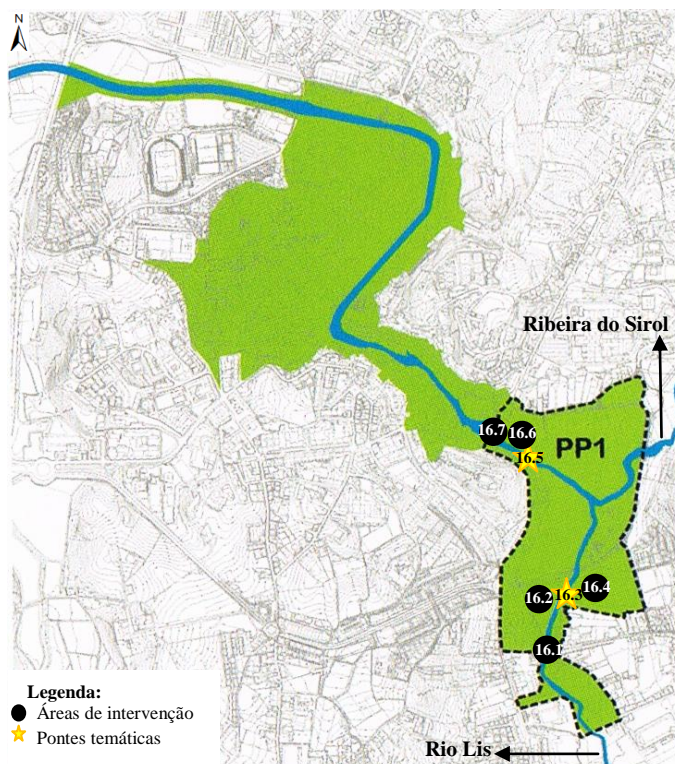 N
Ribeira do Sirol
16.7
16.6
PP1
16.5
16.2
16.3
16.4
16.1
Legenda:
Áreas de intervenção
Pontes temáticas
Rio Lis